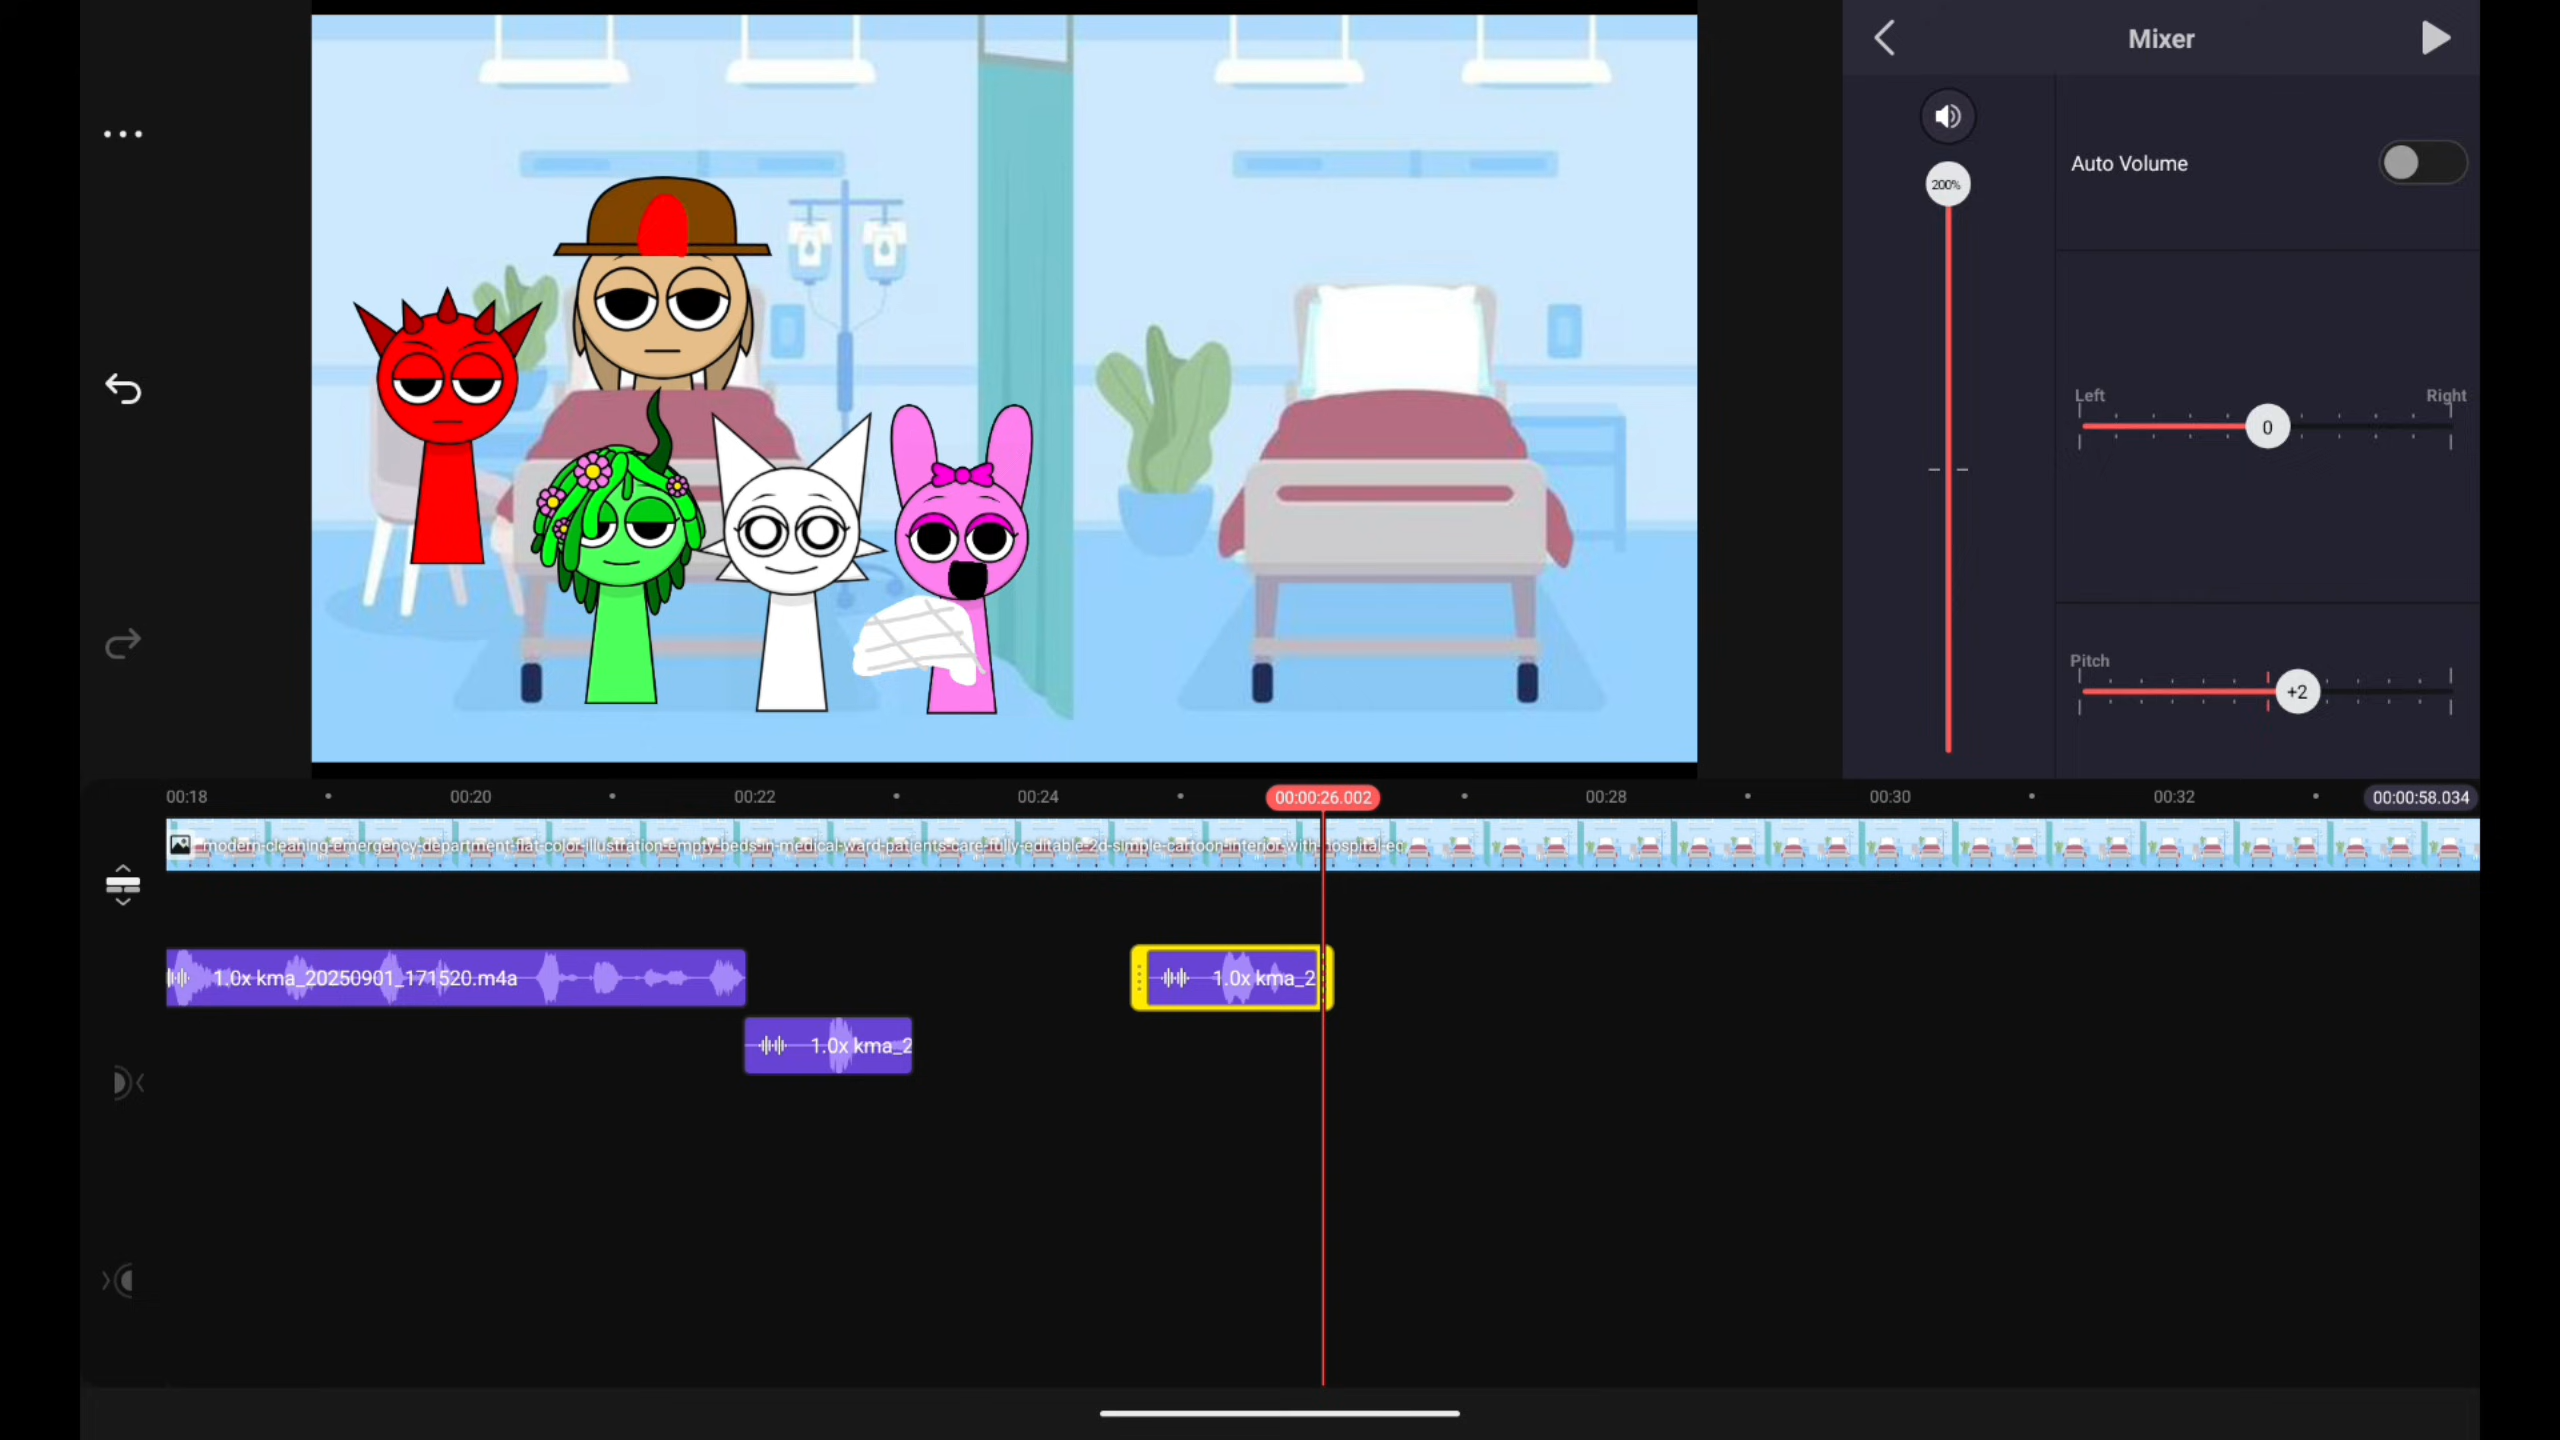 Mixer
200%
Auto Volume
Left
Right
0
Pitch
+2
00:18
00:20
00:22
00:24
00:00:26.002
00:28
00:30
00:32
00:00:58.034
modern-cleaning-emergency-department-flat-color-illustration-empty-beds-in-medical-ward-patients-care-fully-editable-2d-simple-cartoon-interior-with-hospital-eq
1.0x kma_20250901_171520.m4a
1.0x kma_2
1.0x kma_2